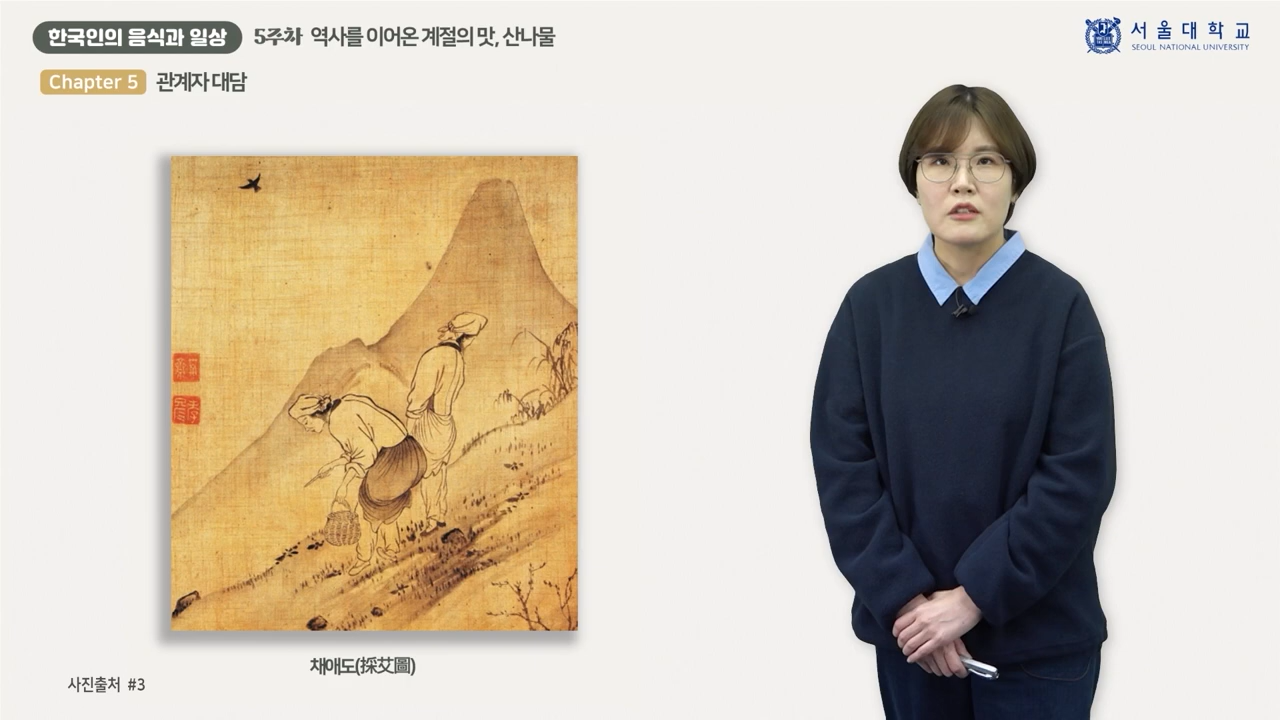 한국인의 음식과 일상 5주차 역사를 이어온 계절의 맛, 산나물
서울대학교
SEOUL NATIONAL UNIVERSITY
Chapter 5 관계자 대담
채애도(採艾圖)
사진출처 #3